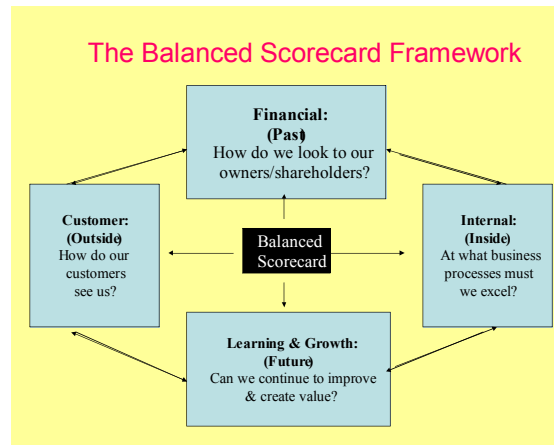 The Balanced Scorecard Framework
Financial:
(Past)
How do we look to our
owners/shareholders?
Customer:
(Outside)
How do our
customers
see us?
Balanced
Scorecard
Internal:
(Inside)
At what business
processes must
we excel?
Learning & Growth:
(Future)
Can we continue to improve
& create value?